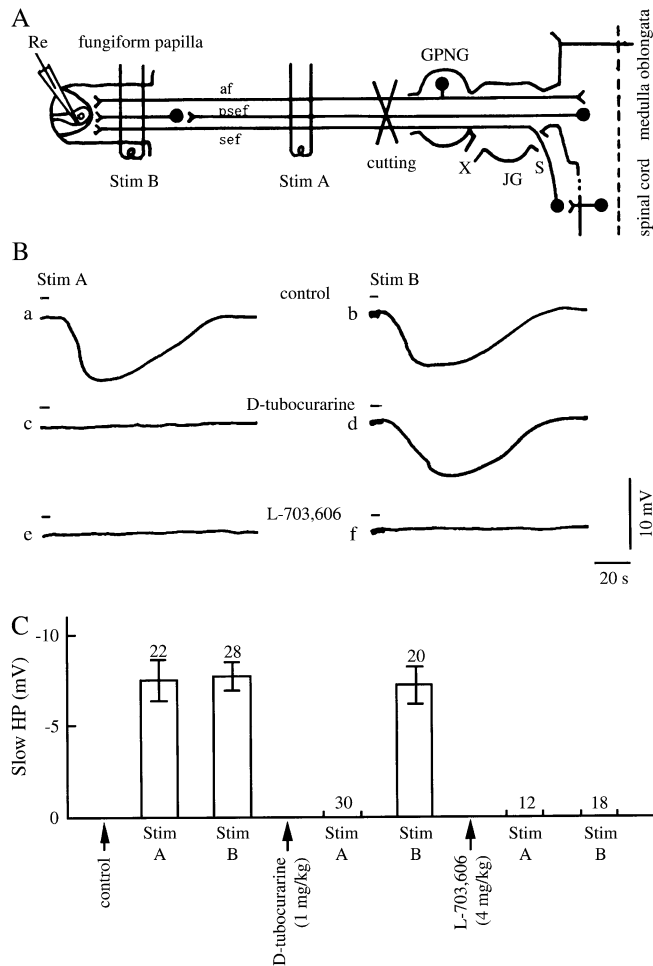 A
Re
fungiform papilla
GPNG
af
psef
sef
cutting
Stim B
Stim A
X
JG
S
medulla oblongata
spinal cord
B
Stim A
control
Stim B
a
b
D-tubocurarine
c
d
L-703,606
e
f
10 mV
20 s
C
Slow HP (mV)
-10
-5
0
22
28
30
20
12
18
control
Stim
A
Stim
B
D-tubocurarine
(1 mg/kg)
Stim
A
Stim
B
L-703,606
(4 mg/kg)
Stim
A
Stim
B